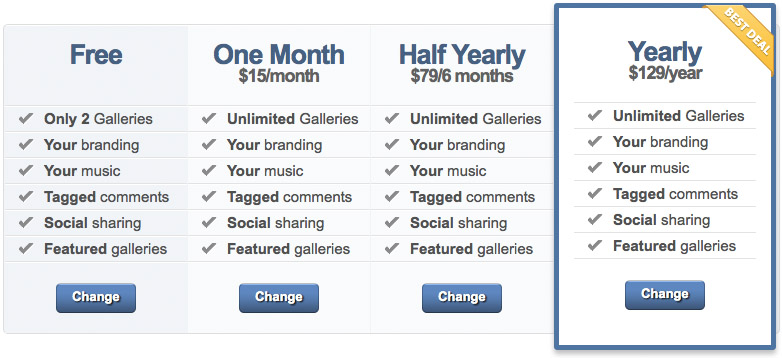 Free
Only 2 Galleries
Your branding
Your music
Tagged comments
Social sharing
Featured galleries
Change
One Month
$15/month
Unlimited Galleries
Your branding
Your music
Tagged comments
Social sharing
Featured galleries
Change
Half Yearly
$79/6 months
Unlimited Galleries
Your branding
Your music
Tagged comments
Social sharing
Featured galleries
Change
BEST DEAL
Yearly
$129/year
Unlimited Galleries
Your branding
Your music
Tagged comments
Social sharing
Featured galleries
Change